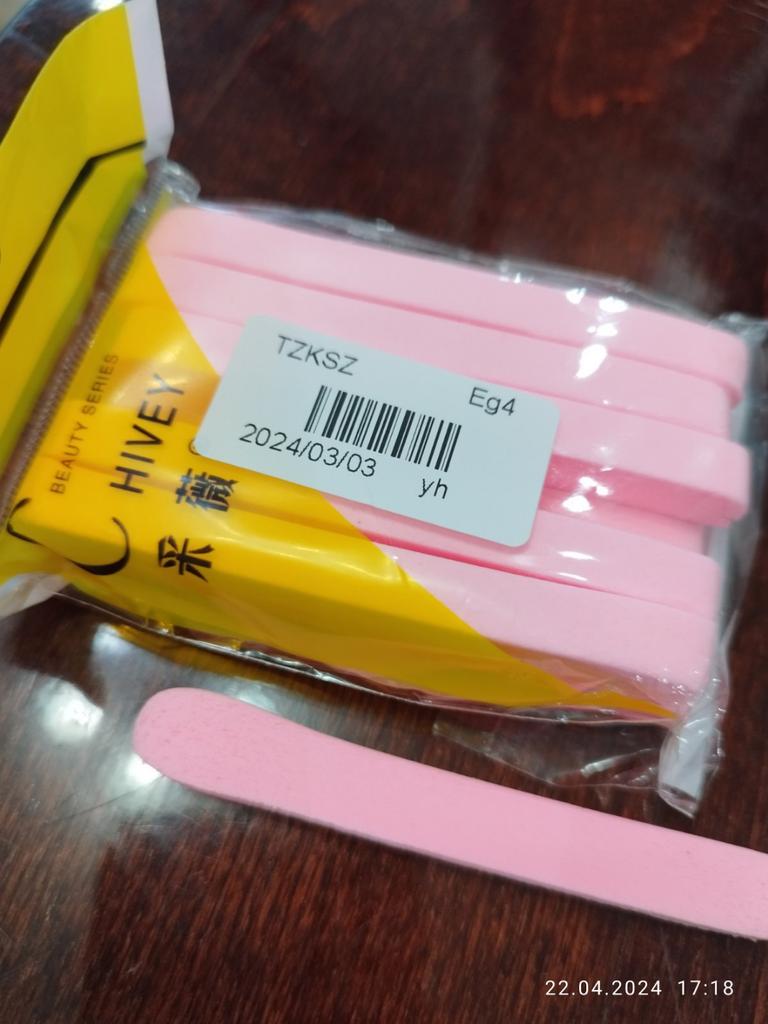 TZKSZ
Eg4
2024/03/03
yh
BEAUTY SERIES
CHIVEY
采薇
22.04.2024 17:18